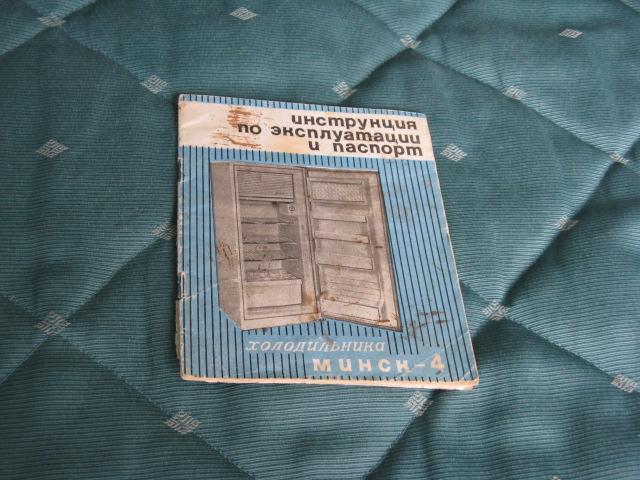 инструкция
по эксплуатации
и паспорт
холодильника
минск-4